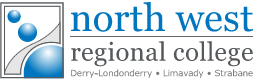 north west
regional college
Derry~Londonderry • Limavady • Strabane